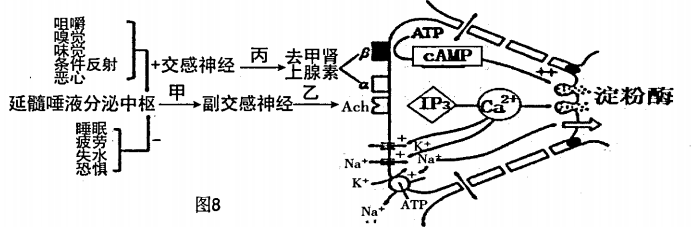 咀嚼
嗅觉
味觉
条件反射
恶心
+交感神经
丙
去甲肾
上腺素
β
α
延髓唾液分泌中枢
甲
副交感神经
乙
Ach
睡眠
疲劳
失水
恐惧
-
ATP
cAMP
++
IP3
Ca2+
淀粉酶
+
K+
Na+
+
Na+
K+
+
Na+
ATP
图8